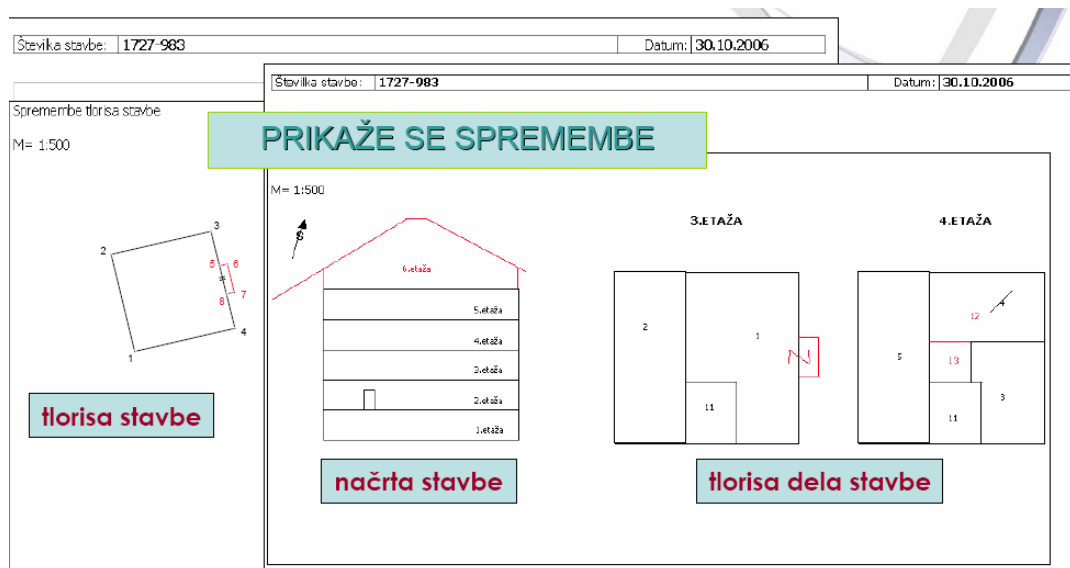 Števika stavbe: 1727-983 Datum: 30.10.2006
Številka stavbe: 1727-983 Datum: 30.10.2006
Spremembe tlorisa stavbe
M= 1:500
PRIKAŽE SE SPREMEMBE
M= 1:500
S
3.ETAŽA
4.ETAŽA
1
2
3
4
5
6
7
8
6.etaža
5.etaža
4.etaža
3.etaža
2.etaža
1.etaža
2
1
11
4
12
5
13
3
11
tlorisa stavbe
načrta stavbe
tlorisa dela stavbe